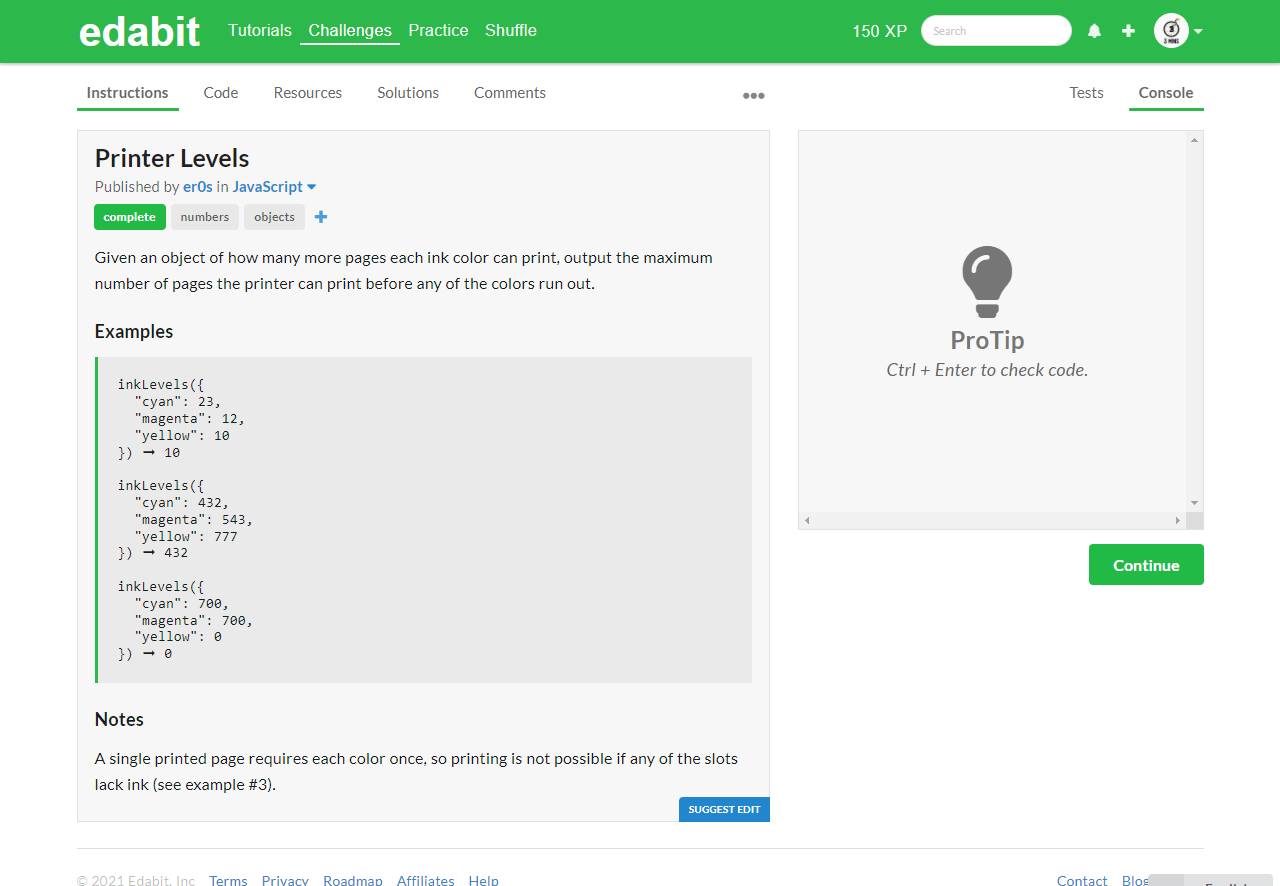 edabit Tutorials Challenges Practice Shuffle 150 XP Search
Instructions Code Resources Solutions Comments Tests Console
Printer Levels
Published by er0s in JavaScript
complete numbers objects
Given an object of how many more pages each ink color can print, output the maximum
number of pages the printer can print before any of the colors run out.
Examples
inkLevels({
  "cyan": 23,
  "magenta": 12,
  "yellow": 10
}) ➞ 10
inkLevels({
  "cyan": 432,
  "magenta": 543,
  "yellow": 777
}) ➞ 432
inkLevels({
  "cyan": 700,
  "magenta": 700,
  "yellow": 0
}) ➞ 0
Notes
A single printed page requires each color once, so printing is not possible if any of the slots
lack ink (see example #3).
SUGGEST EDIT
ProTip
Ctrl + Enter to check code.
Continue
© 2021 Edabit, Inc Terms Privacy Roadmap Affiliates Help Contact Blog